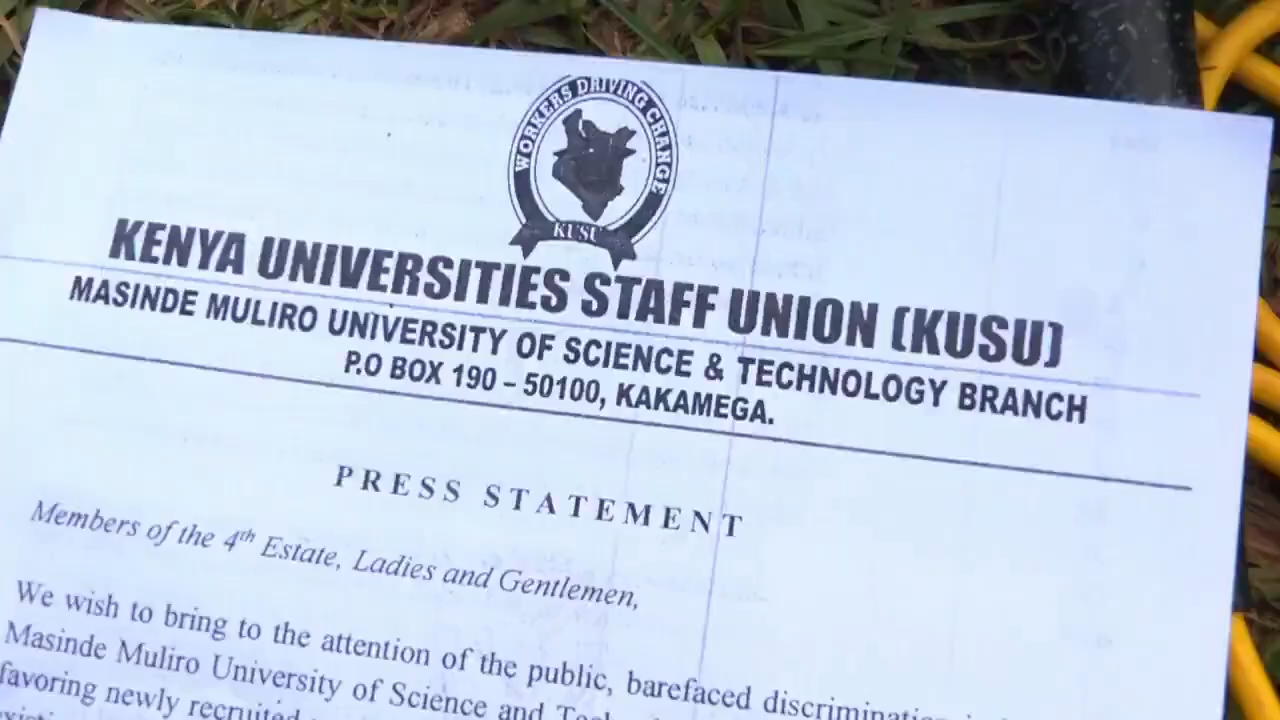 WORKERS DRIVING CHANGE
KUSU
KENYA UNIVERSITIES STAFF UNION (KUSU)
MASINDE MULIRO UNIVERSITY OF SCIENCE & TECHNOLOGY BRANCH
P.O BOX 190 – 50100, KAKAMEGA.
PRESS STATEMENT
Members of the 4th Estate, Ladies and Gentlemen,
We wish to bring to the attention of the public, barefaced
Masinde Muliro University of Science and
favoring newly recruited